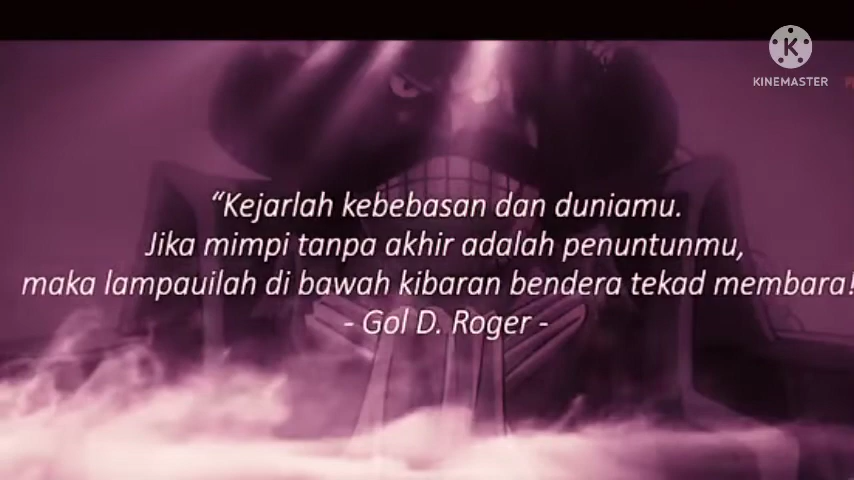 KINEMASTER
“Kejarlah kebebasan dan duniamu.
Jika mimpi tanpa akhir adalah penuntunmu,
maka lampauilah di bawah kibaran bendera tekad membara!
- Gol D. Roger -